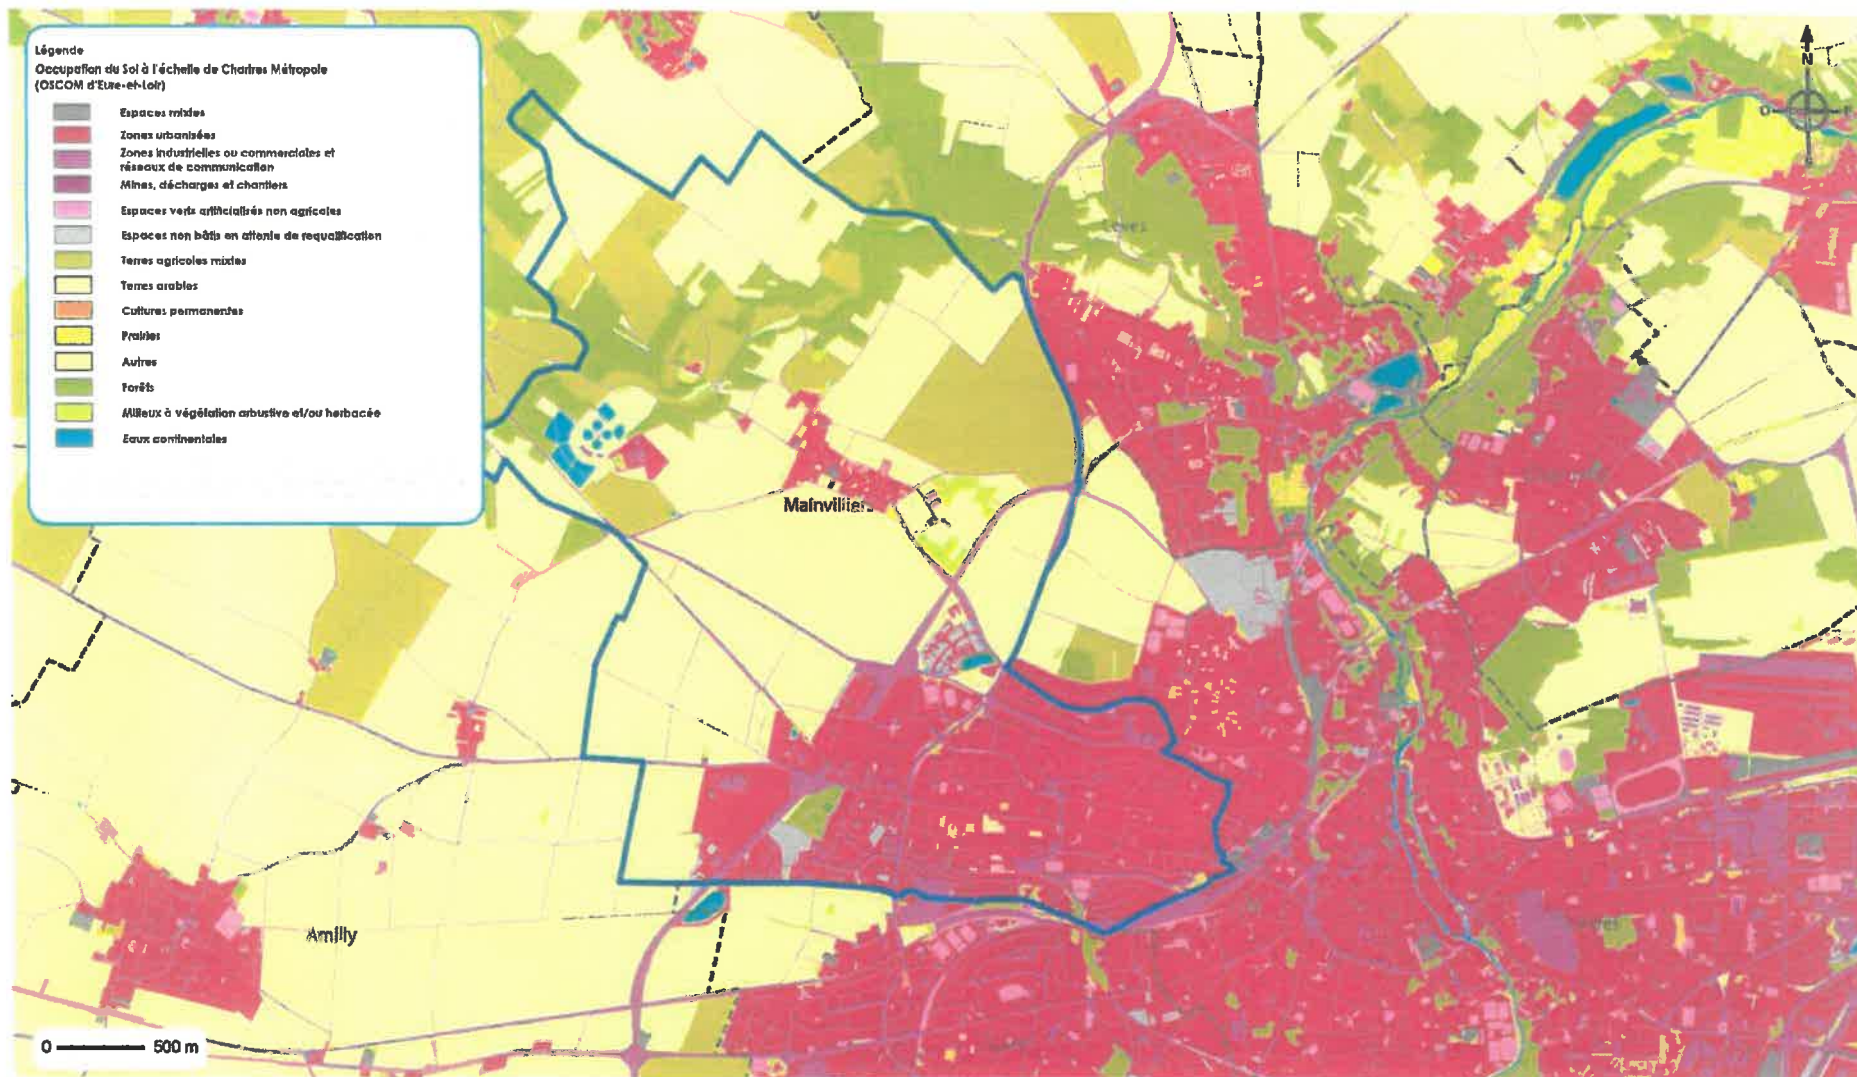 Légende
Occupation du Sol à l'échelle de Chartres Métropole
(OSCOM d'Eure-et-Loir)
Espaces mixtes
Zones urbanisées
Zones industrielles ou commerciales et
réseaux de communication
Mines, décharges et chantiers
Espaces verts artificialisés non agricoles
Espaces non bâtis en attente de requalification
Terres agricoles mixtes
Terres arables
Cultures permanentes
Prairies
Autres
Forêts
Milieux à végétation arbustive et/ou herbacée
Eaux continentales
N
O
E
S
Lèves
Mainvilliers
Amilly
0 500 m